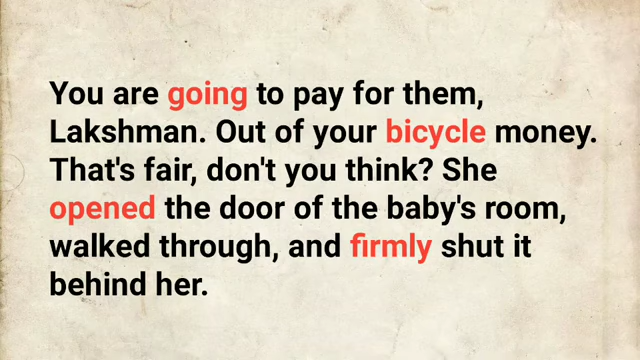 You are going to pay for them,
Lakshman. Out of your bicycle money.
That's fair, don't you think? She
opened the door of the baby's room,
walked through, and firmly shut it
behind her.